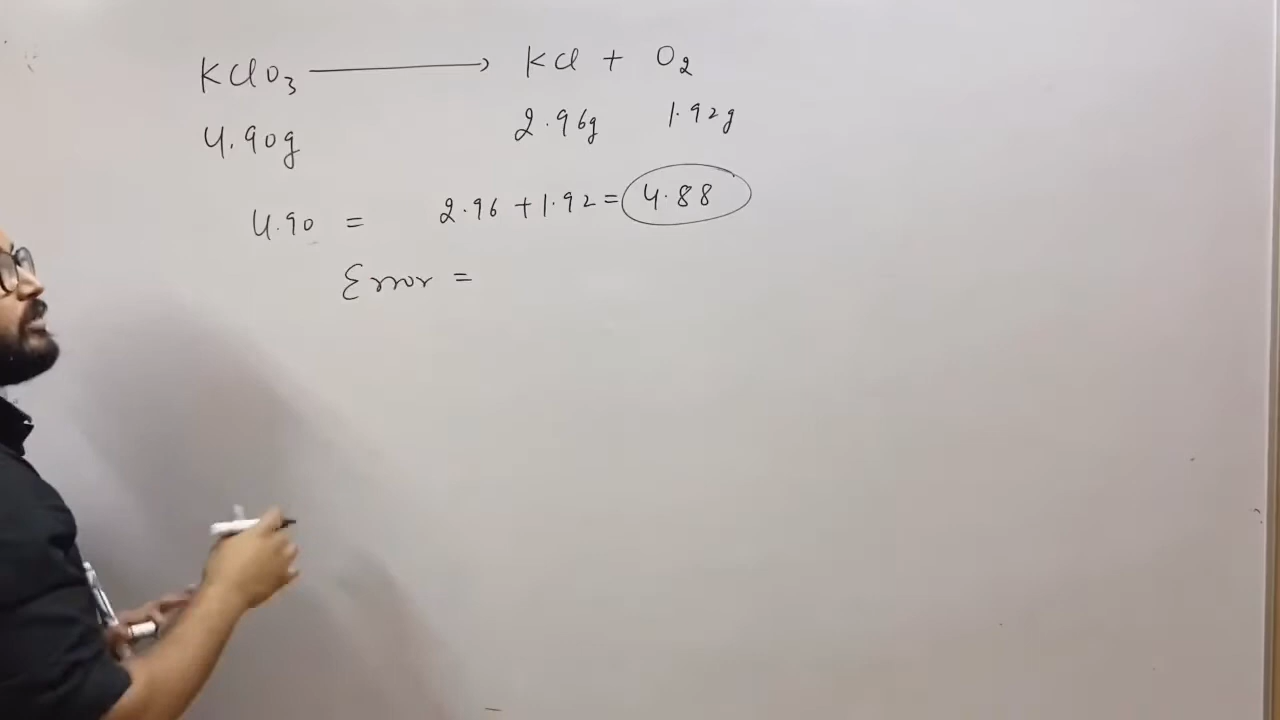 KClO₃ ⟶ KCl + O₂
4.90g 2.96g 1.92g
4.90 = 2.96 + 1.92 = 4.88
Error =